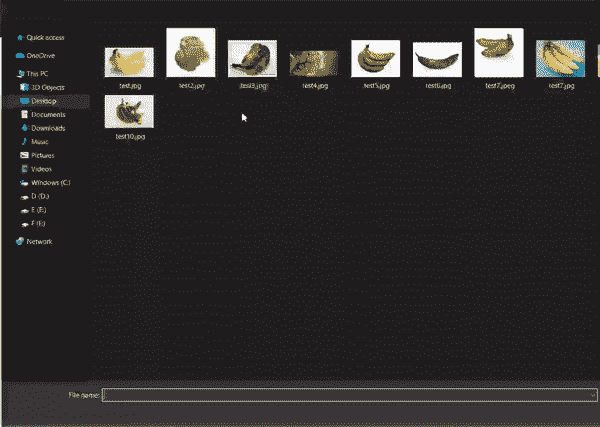 Quick access
OneDrive
This PC
3D Objects
Desktop
Documents
Downloads
Music
Pictures
Videos
Windows (C:)
D (D:)
E (E:)
F (F:)
Network
test.jpg
test2.jpg
test3.jpg
test4.jpg
test5.jpg
test6.jpg
test7.jpeg
test7.jpg
test10.jpg
File name: